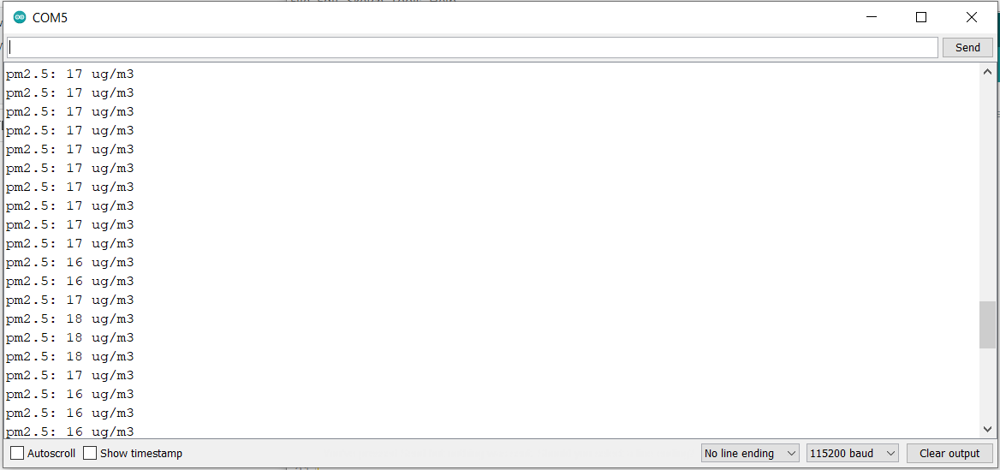 COM5
Send
pm2.5: 17 ug/m3
pm2.5: 17 ug/m3
pm2.5: 17 ug/m3
pm2.5: 17 ug/m3
pm2.5: 17 ug/m3
pm2.5: 17 ug/m3
pm2.5: 17 ug/m3
pm2.5: 17 ug/m3
pm2.5: 17 ug/m3
pm2.5: 17 ug/m3
pm2.5: 16 ug/m3
pm2.5: 16 ug/m3
pm2.5: 17 ug/m3
pm2.5: 18 ug/m3
pm2.5: 18 ug/m3
pm2.5: 18 ug/m3
pm2.5: 17 ug/m3
pm2.5: 16 ug/m3
pm2.5: 16 ug/m3
pm2.5: 16 ug/m3
Autoscroll Show timestamp No line ending 115200 baud Clear output